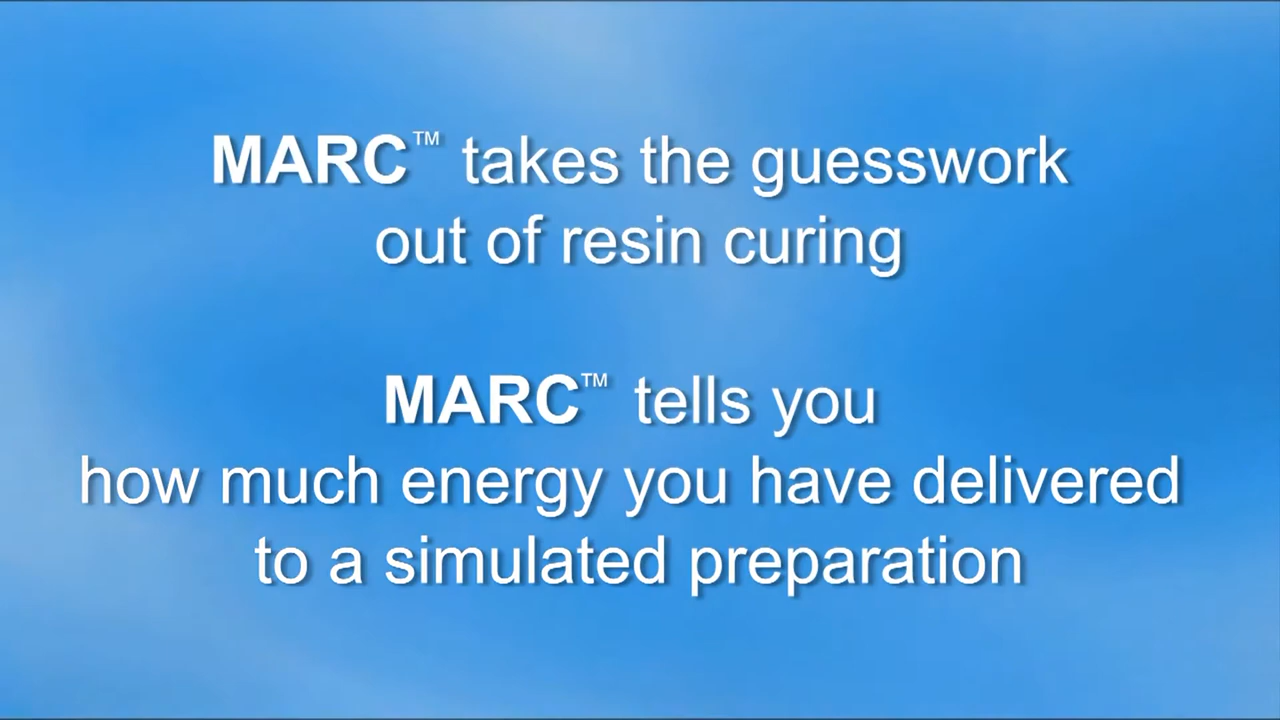 MARC™ takes the guesswork
out of resin curing
MARC™ tells you
how much energy you have delivered
to a simulated preparation